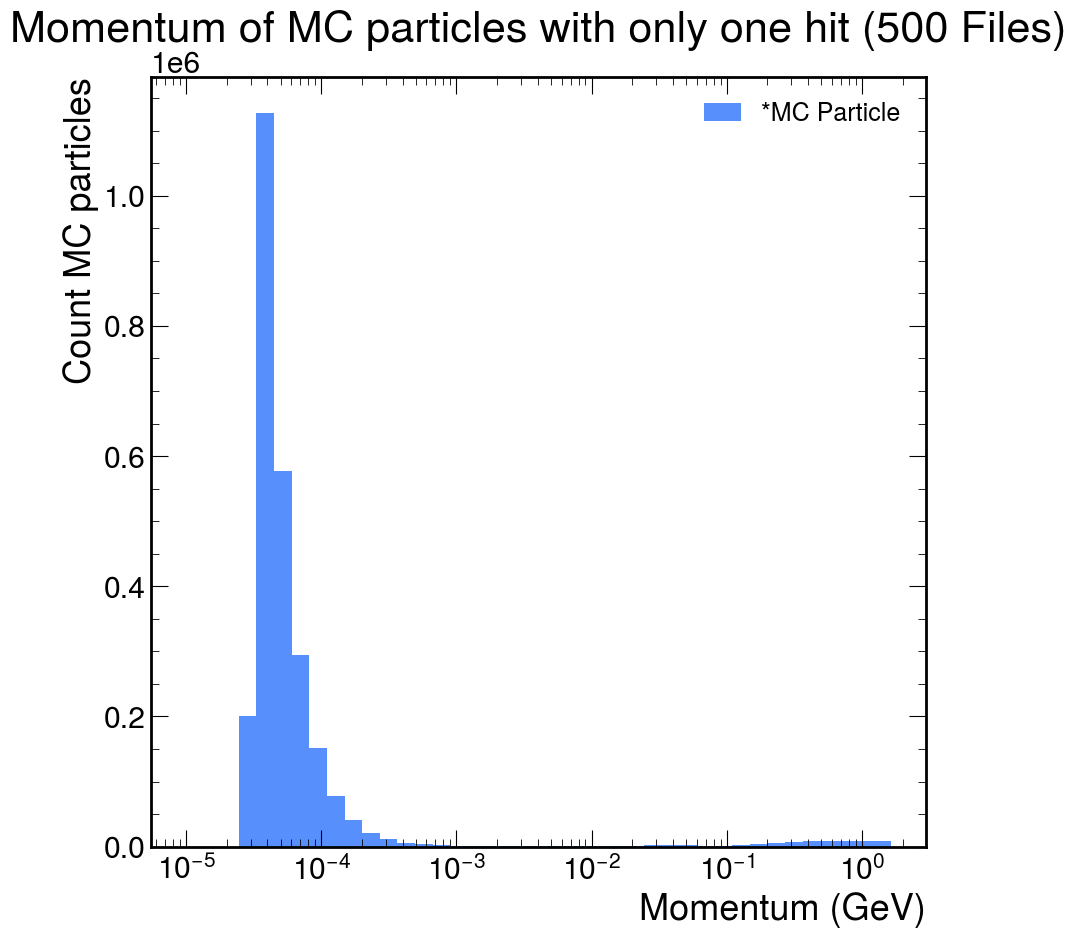 Momentum of MC particles with only one hit (500 Files)
1e6
*MC Particle
Count MC particles
1.0
0.8
0.6
0.4
0.2
0.0
10⁻⁵ 10⁻⁴ 10⁻³ 10⁻² 10⁻¹ 10⁰
Momentum (GeV)